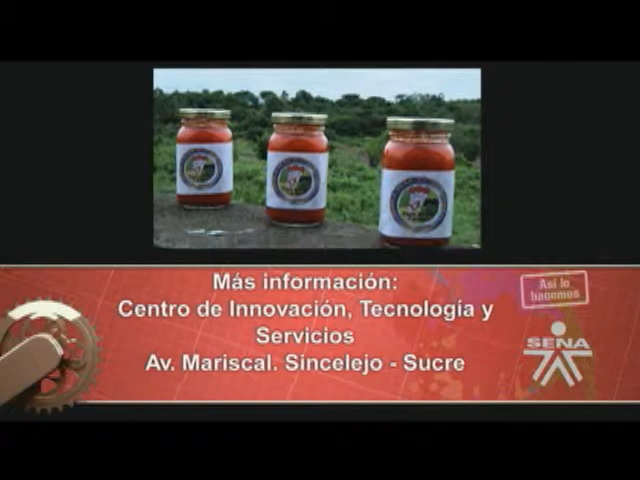 Más información:
Centro de Innovación, Tecnología y
Servicios
Av. Mariscal. Sincelejo - Sucre
Así lo
hacemos
SENA